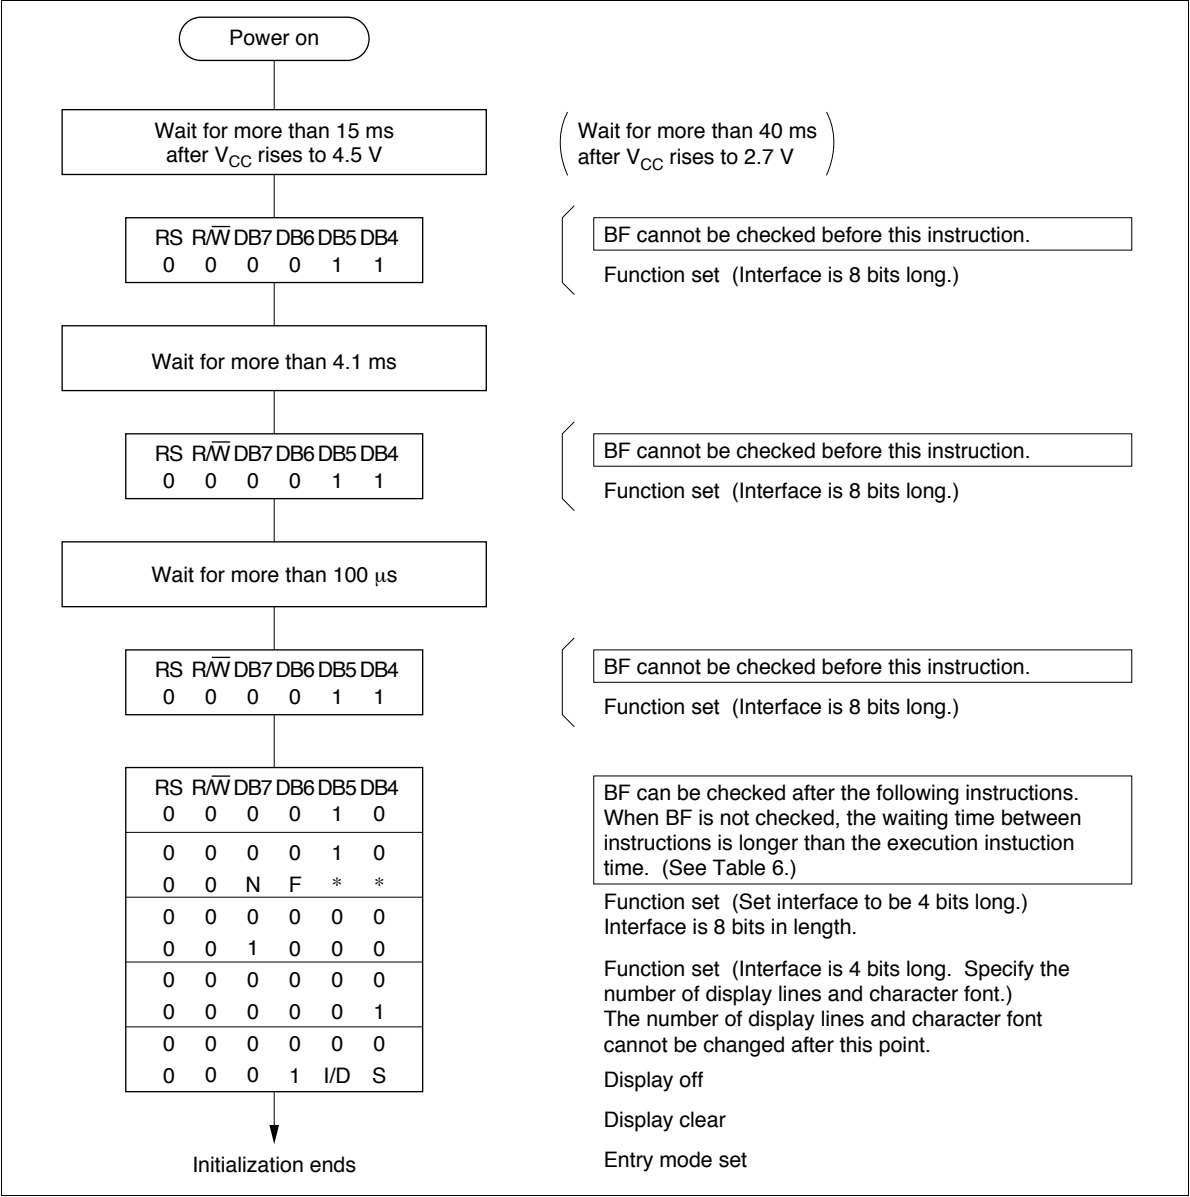 Power on
Wait for more than 15 ms
after VCC rises to 4.5 V
Wait for more than 40 ms
after VCC rises to 2.7 V
RS R/W̅ DB7 DB6 DB5 DB4
0 0 0 0 1 1
BF cannot be checked before this instruction.
Function set (Interface is 8 bits long.)
Wait for more than 4.1 ms
RS R/W̅ DB7 DB6 DB5 DB4
0 0 0 0 1 1
BF cannot be checked before this instruction.
Function set (Interface is 8 bits long.)
Wait for more than 100 μs
RS R/W̅ DB7 DB6 DB5 DB4
0 0 0 0 1 1
BF cannot be checked before this instruction.
Function set (Interface is 8 bits long.)
RS R/W̅ DB7 DB6 DB5 DB4
0 0 0 0 1 0
0 0 0 0 1 0
0 0 N F * *
0 0 0 0 0 0
0 0 1 0 0 0
0 0 0 0 0 0
0 0 0 0 0 1
0 0 0 0 0 0
0 0 0 1 I/D S
Initialization ends
BF can be checked after the following instructions.
When BF is not checked, the waiting time between
instructions is longer than the execution instuction
time. (See Table 6.)
Function set (Set interface to be 4 bits long.)
Interface is 8 bits in length.
Function set (Interface is 4 bits long. Specify the
number of display lines and character font.)
The number of display lines and character font
cannot be changed after this point.
Display off
Display clear
Entry mode set